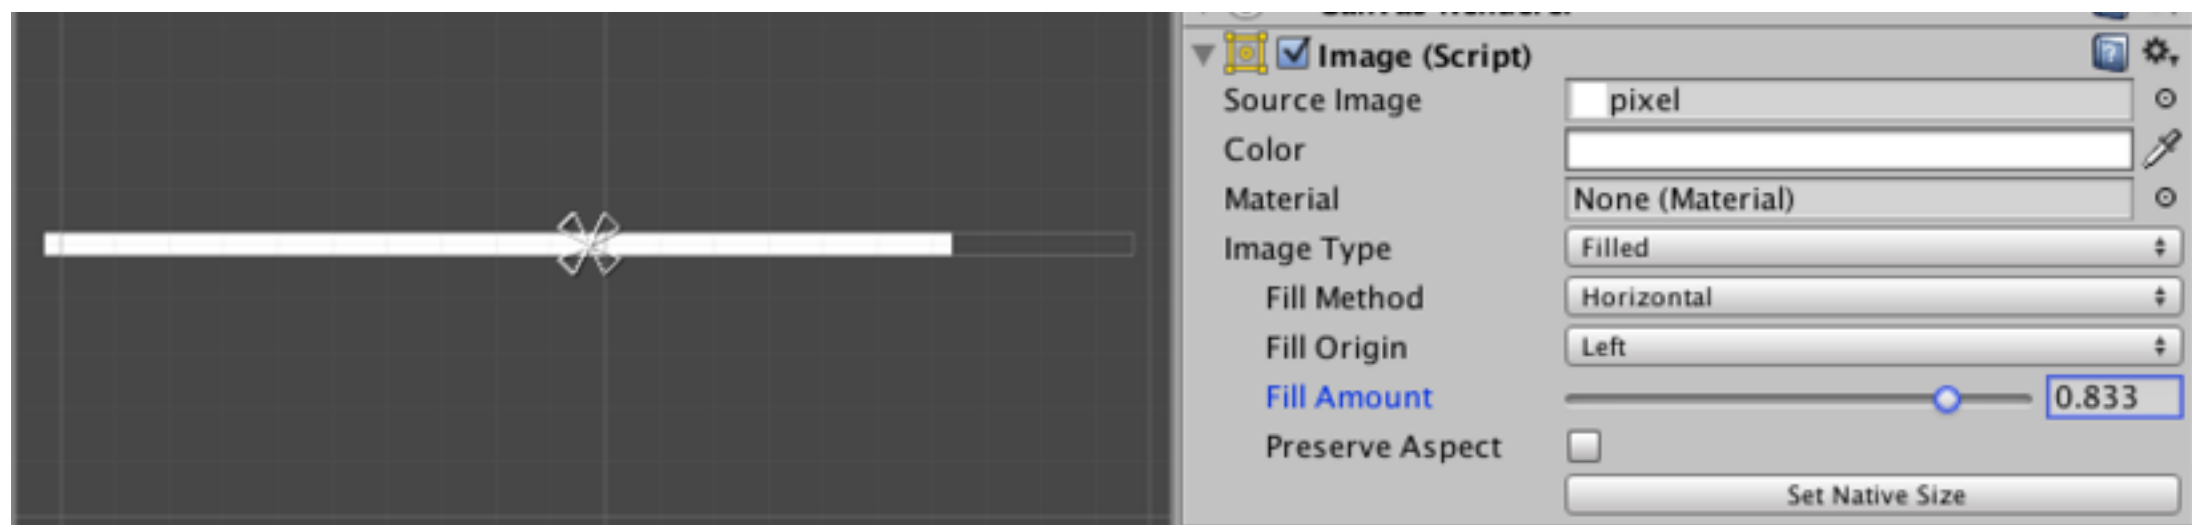 Image (Script)
Source Image pixel
Color
Material None (Material)
Image Type Filled
Fill Method Horizontal
Fill Origin Left
Fill Amount 0.833
Preserve Aspect
Set Native Size